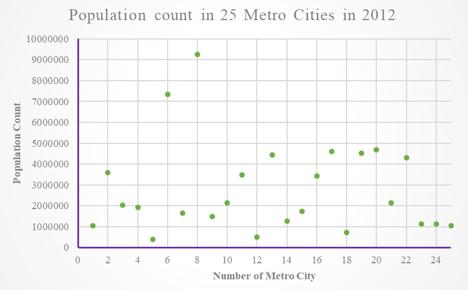 Population count in 25 Metro Cities in 2012
10000000
9000000
8000000
7000000
6000000
5000000
4000000
3000000
2000000
1000000
0
Population Count
0 2 4 6 8 10 12 14 16 18 20 22 24
Number of Metro City